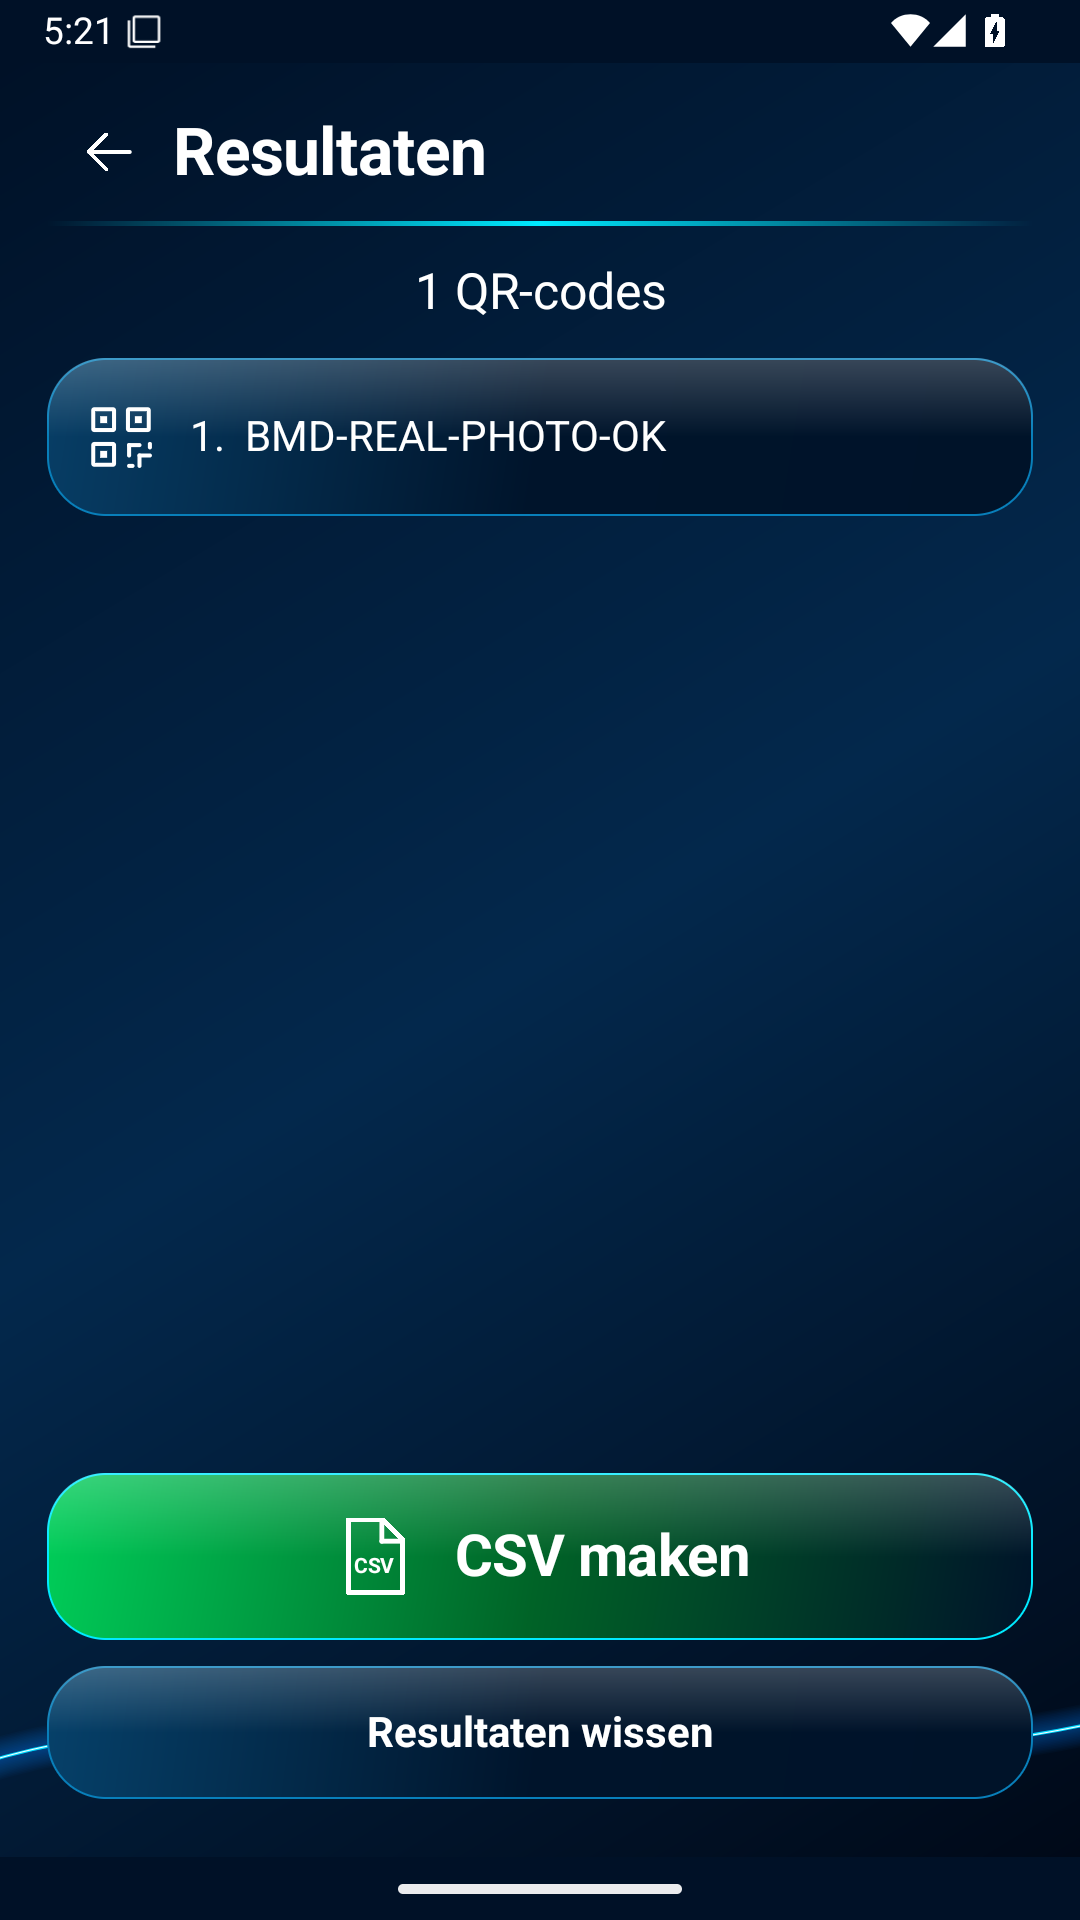 5:21
Resultaten
1 QR-codes
1. BMD-REAL-PHOTO-OK
CSV
CSV maken
Resultaten wissen